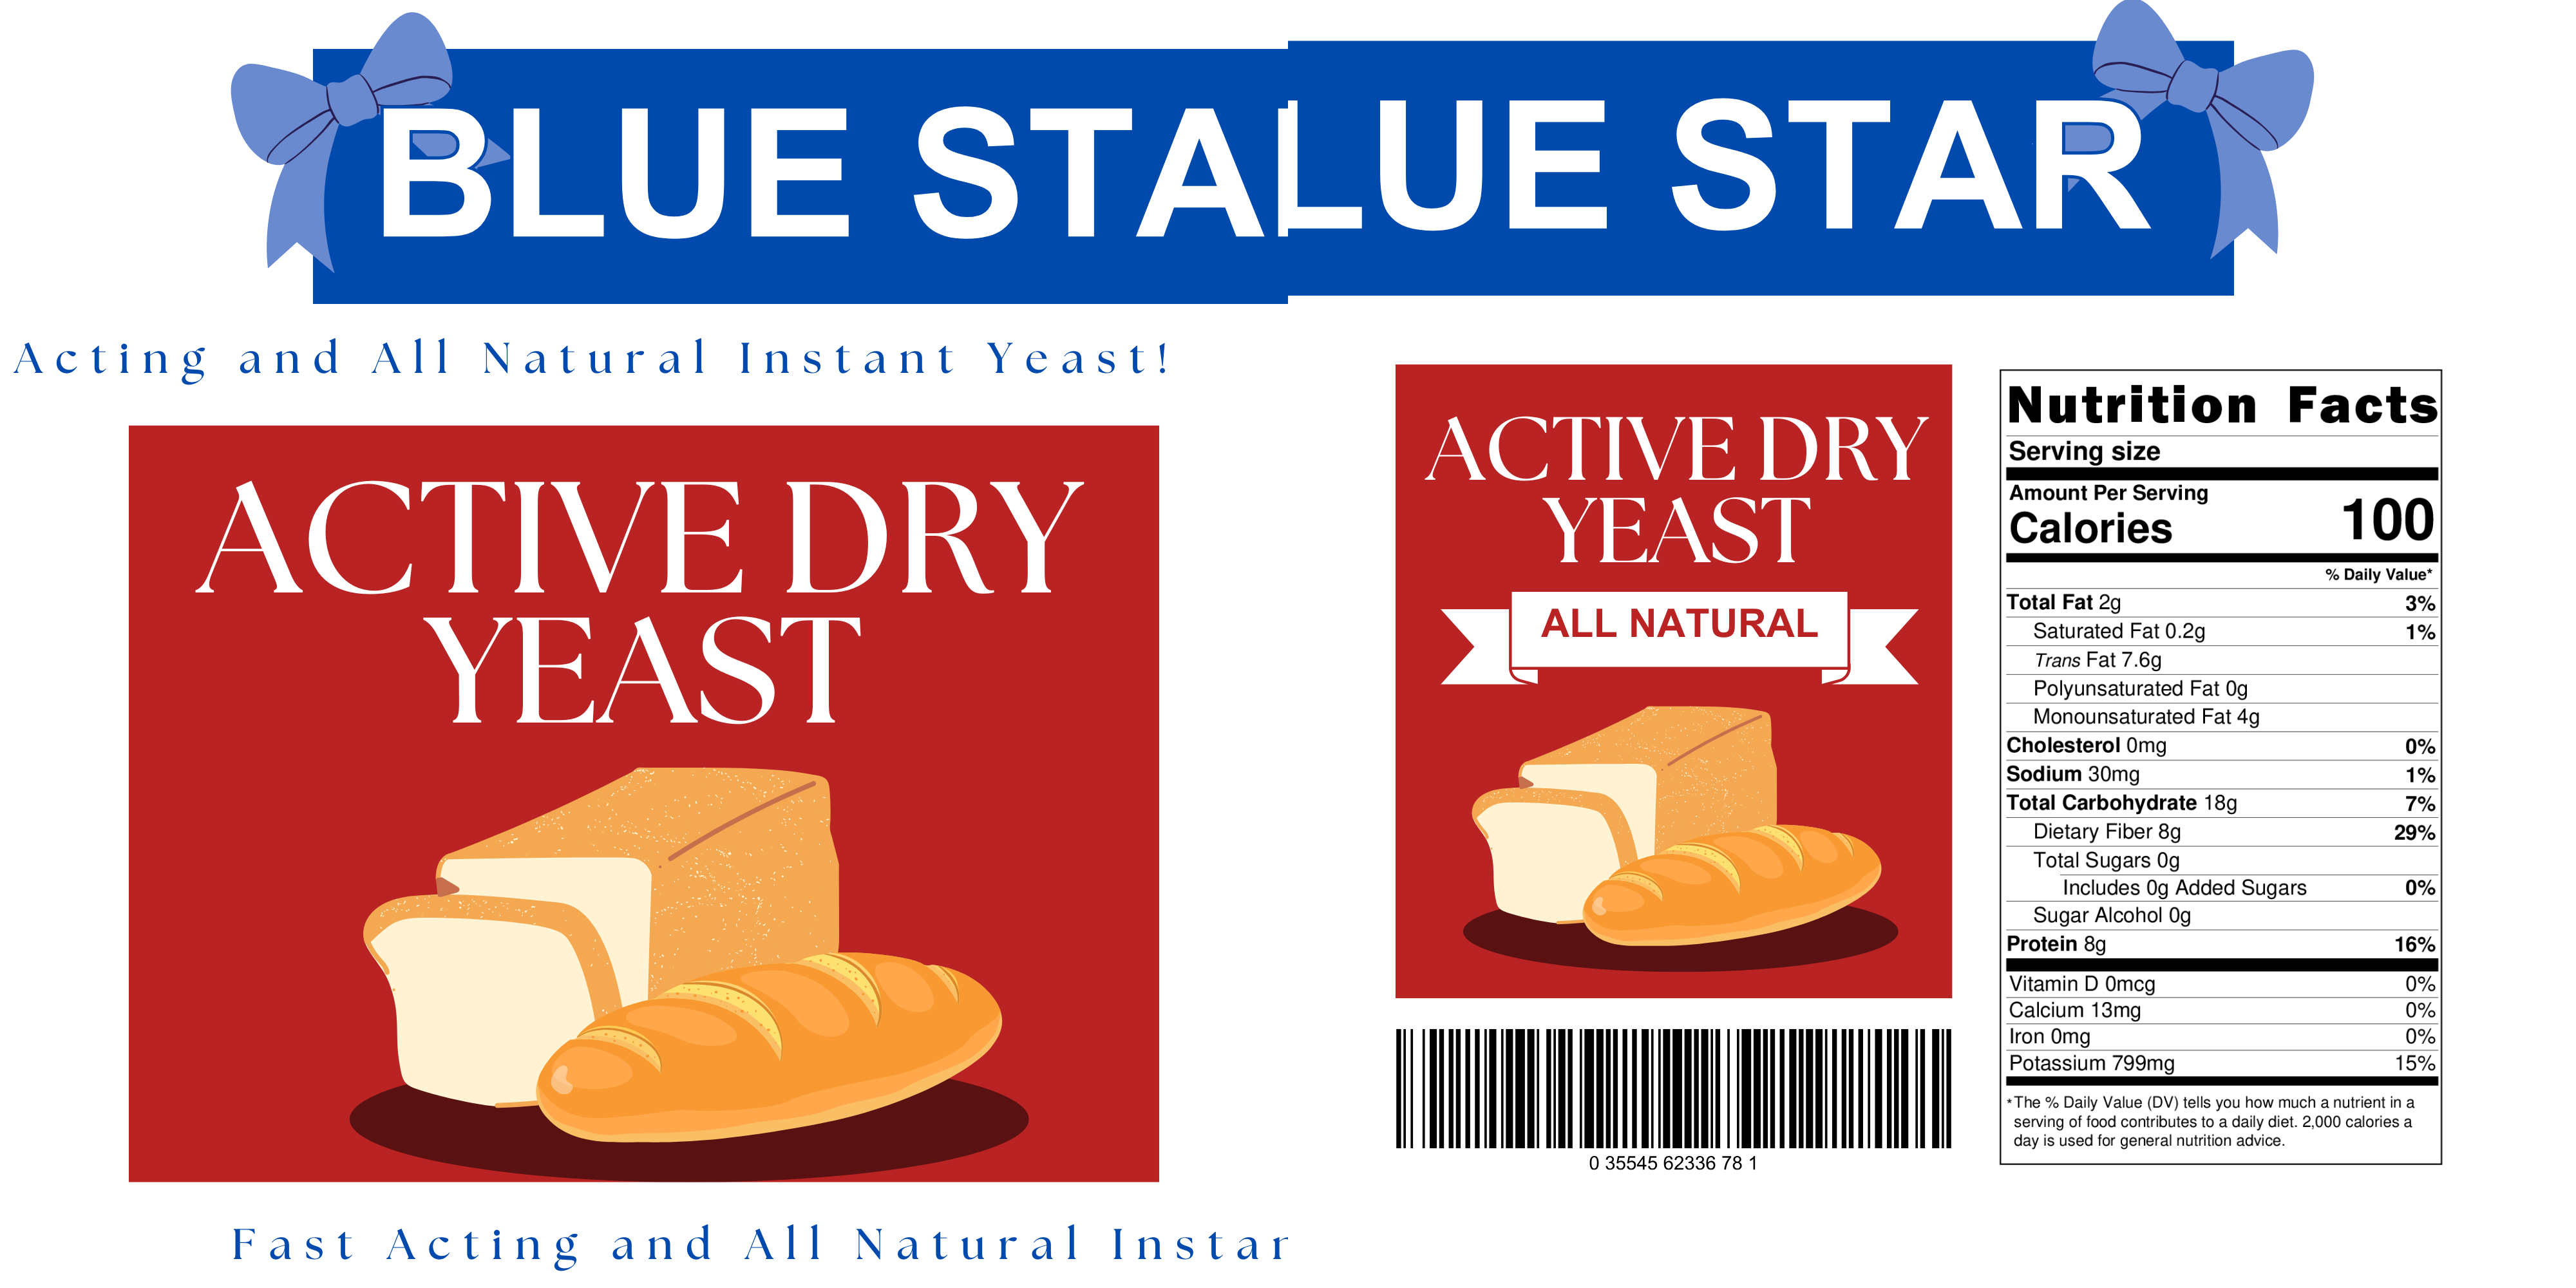 BLUE STAR
LUE STAR
Acting and All Natural Instant Yeast!
ACTIVE DRY
YEAST
Fast Acting and All Natural
ACTIVE DRY
YEAST
ALL NATURAL
0 35545 62336 78 1
Nutrition Facts
Serving size
Amount Per Serving
Calories 100
% Daily Value*
Total Fat 2g 3%
Saturated Fat 0.2g 1%
Trans Fat 7.6g
Polyunsaturated Fat 0g
Monounsaturated Fat 4g
Cholesterol 0mg 0%
Sodium 30mg 1%
Total Carbohydrate 18g 7%
Dietary Fiber 8g 29%
Total Sugars 0g
Includes 0g Added Sugars 0%
Sugar Alcohol 0g
Protein 8g 16%
Vitamin D 0mcg 0%
Calcium 13mg 0%
Iron 0mg 0%
Potassium 799mg 15%
*The % Daily Value (DV) tells you how much a nutrient in a
serving of food contributes to a daily diet. 2,000 calories a
day is used for general nutrition advice.